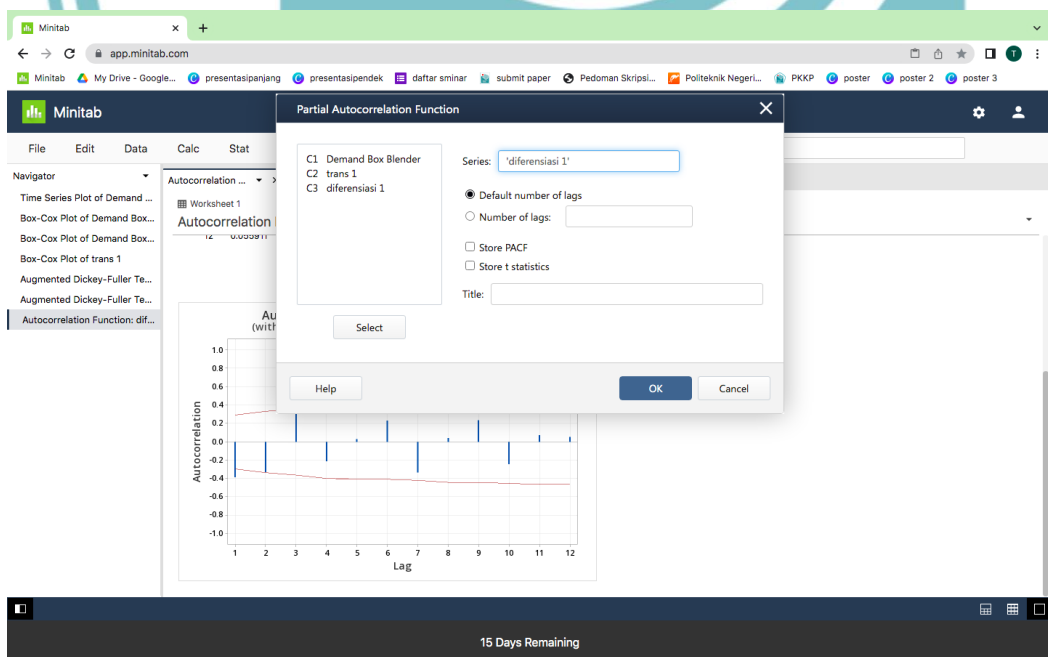 Minitab
app.minitab.com
Minitab
My Drive - Google...
presentasipanjang
presentasipendek
daftar sminar
submit paper
Pedoman Skripsi...
Politeknik Negeri...
PKKP
poster
poster 2
poster 3
T
Minitab
File Edit Data Calc Stat
Navigator
Time Series Plot of Demand ...
Box-Cox Plot of Demand Box...
Box-Cox Plot of Demand Box...
Box-Cox Plot of trans 1
Augmented Dickey-Fuller Te...
Augmented Dickey-Fuller Te...
Autocorrelation Function: dif...
Autocorrelation ...
Worksheet 1
Autocorrelation
12 0.055911
Partial Autocorrelation Function
C1 Demand Box Blender
C2 trans 1
C3 diferensiasi 1
Select
Series: 'diferensiasi 1'
Default number of lags
Number of lags:
Store PACF
Store t statistics
Title:
Help
OK
Cancel
Au
(with
Autocorrelation
1.0
0.8
0.6
0.4
0.2
0.0
-0.2
-0.4
-0.6
-0.8
-1.0
1 2 3 4 5 6 7 8 9 10 11 12
Lag
15 Days Remaining